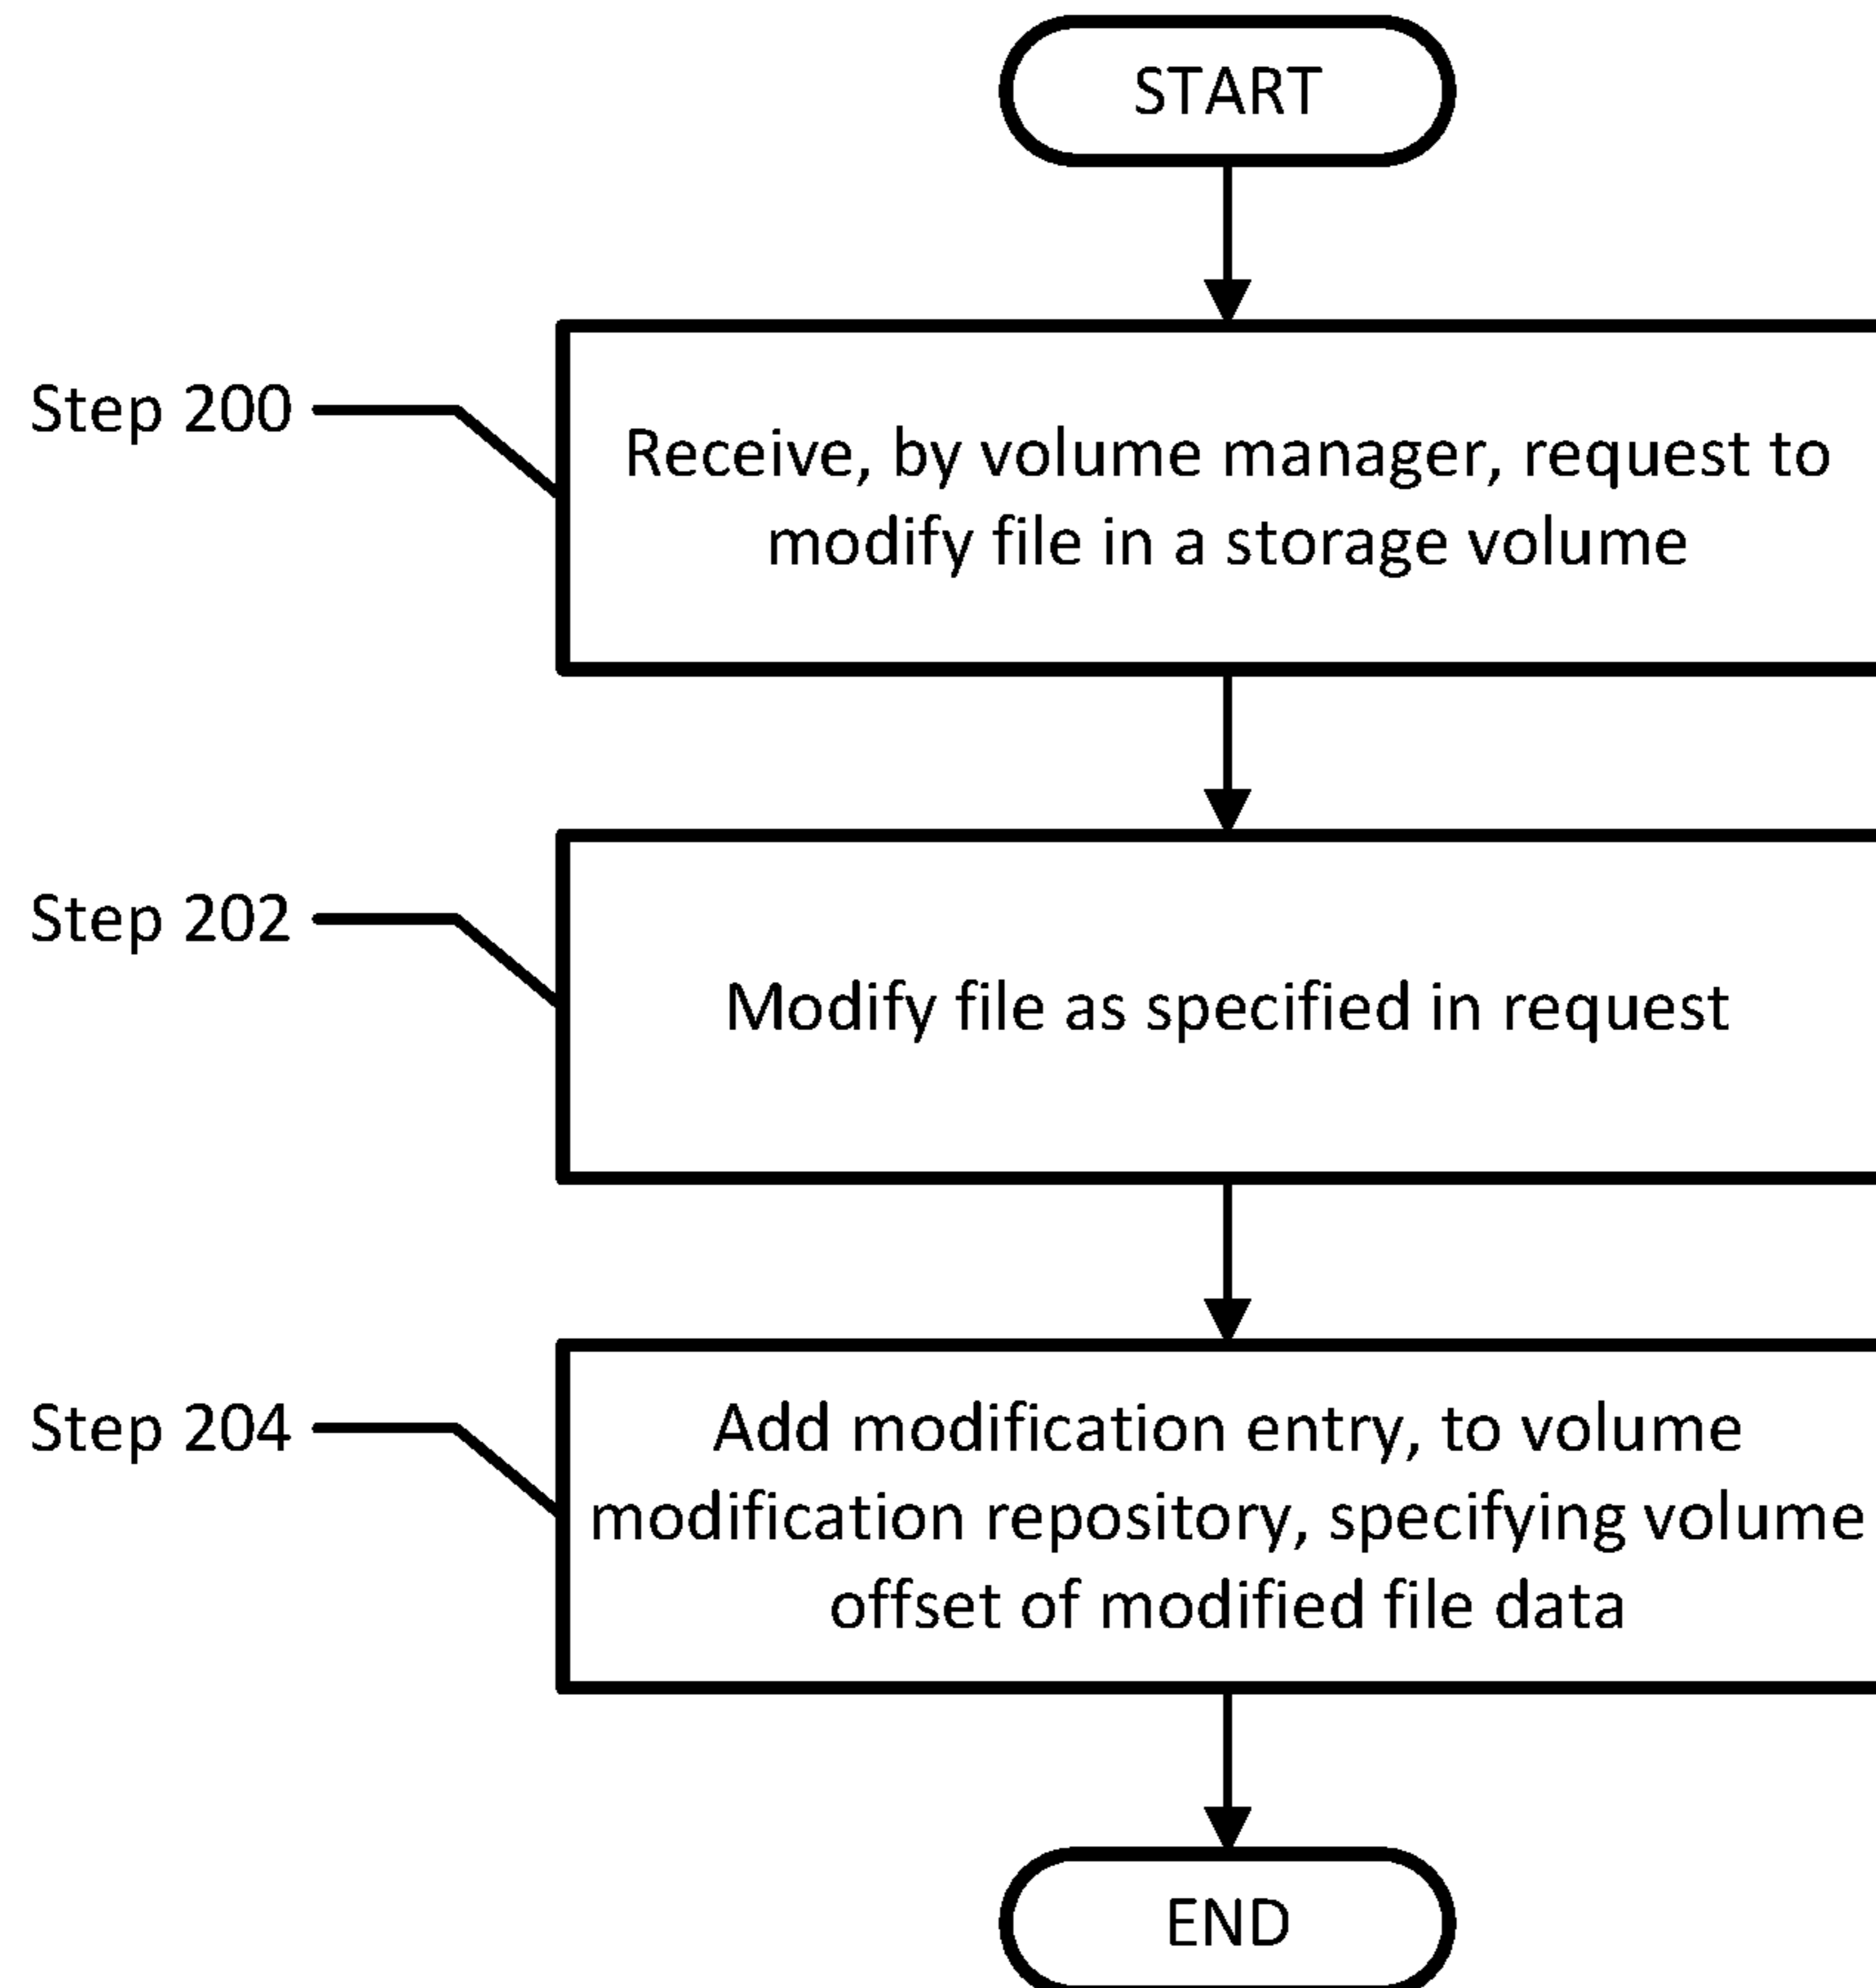 START
Step 200
Receive, by volume manager, request to
modify file in a storage volume
Step 202
Modify file as specified in request
Step 204
Add modification entry, to volume
modification repository, specifying volume
offset of modified file data
END